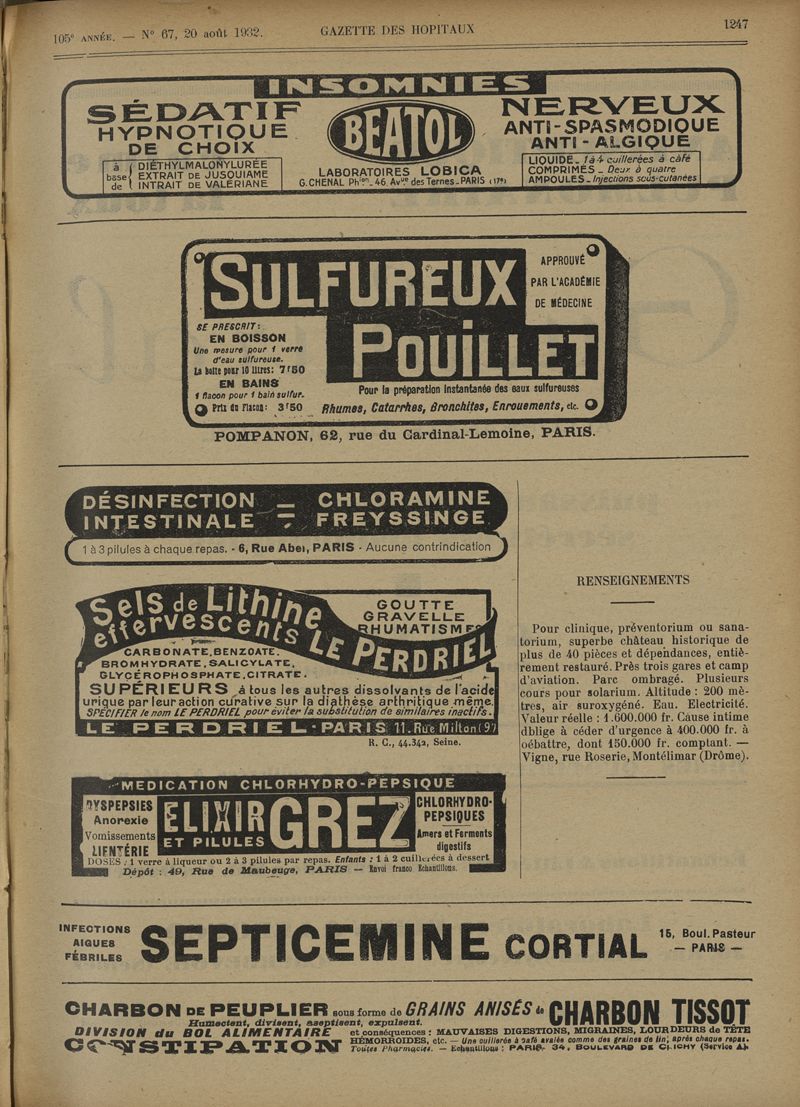 105e ANNÉE. — N° 67, 20 août 1932.
GAZETTE DES HOPITAUX
1247
INSOMNIES
SÉDATIF
HYPNOTIQUE
DE CHOIX
à base de
DIÉTHYLMALONYLURÉE
EXTRAIT DE JUSQUIAME
INTRAIT DE VALÉRIANE
BEATOL
LABORATOIRES LOBICA
G. CHENAL Phien_46, Avue des Ternes_PARIS (17e)
NERVEUX
ANTI-SPASMODIQUE
ANTI-ALGIQUE
LIQUIDE_ 1 à 4 cuillerées à café
COMPRIMÉS _ Deux à quatre
AMPOULES_Injections sous-cutanées
SULFUREUX
POUILLET
APPROUVÉ
PAR L'ACADÉMIE
DE MÉDECINE
SE PRESCRIT:
EN BOISSON
Une mesure pour 1 verre
d'eau sulfureuse.
La boîte pour 10 litres: 7f50
EN BAINS
1 flacon pour 1 bain sulfur.
Prix du Flacon: 3f50
Pour la préparation instantanée des eaux sulfureuses
Rhumes, Catarrhes, Bronchites, Enrouements, etc.
POMPANON, 62, rue du Cardinal-Lemoine, PARIS.
DÉSINFECTION = CHLORAMINE
INTESTINALE FREYSSINGE
1 à 3 pilules à chaque repas. - 6, Rue Abel, PARIS - Aucune contrindication
Sels de Lithine
effervescents LE PERDRIEL
GOUTTE
GRAVELLE
RHUMATISMES
CARBONATE, BENZOATE.
BROMHYDRATE, SALICYLATE,
GLYCÉROPHOSPHATE, CITRATE.
SUPÉRIEURS à tous les autres dissolvants de l'acide
urique par leur action curative sur la diathèse arthritique même.
SPÉCIFIER le nom LE PERDRIEL pour éviter la substitution de similaires inactifs.
LE PERDRIEL-PARIS 11. Rue Milton (9e)
R. C., 44.342, Seine.
MEDICATION CHLORHYDRO-PEPSIQUE
DYSPEPSIES
Anorexie
Vomissements
LIENTÉRIE
ELIXIR
ET PILULES
GREZ
CHLORHYDRO-
PEPSIQUES
Amers et Ferments
digestifs
DOSES : 1 verre à liqueur ou 2 à 3 pilules par repas. Enfants : 1 à 2 cuillerées à dessert
Dépôt : 49, Rue de Maubeuge, PARIS — Envoi franco Echantillons.
RENSEIGNEMENTS
Pour clinique, préventorium ou sana-
torium, superbe château historique de
plus de 40 pièces et dépendances, entiè-
rement restauré. Près trois gares et camp
d'aviation. Parc ombragé. Plusieurs
cours pour solarium. Altitude : 200 mè-
tres, air suroxygéné. Eau. Electricité.
Valeur réelle : 1.600.000 fr. Cause intime
dblige à céder d'urgence à 400.000 fr. à
oébattre, dont 150.000 fr. comptant. —
Vigne, rue Roserie, Montélimar (Drôme).
INFECTIONS
AIGUES
FÉBRILES
SEPTICEMINE CORTIAL
15, Boul. Pasteur
— PARIS —
CHARBON DE PEUPLIER sous forme de GRAINS ANISÉS de CHARBON TISSOT
Humectent, divisent, aseptisent, expulsent.
DIVISION du BOL ALIMENTAIRE et conséquences : MAUVAISES DIGESTIONS, MIGRAINES, LOURDEURS de TÊTE
CONSTIPATION
HÉMORROIDES, etc. — Une cuillerée à café avalée comme des graines de lin, après chaque repas.
Toutes Pharmacies. — Echantillons : PARIS, 34, BOULEVARD DE CLICHY (Service A).